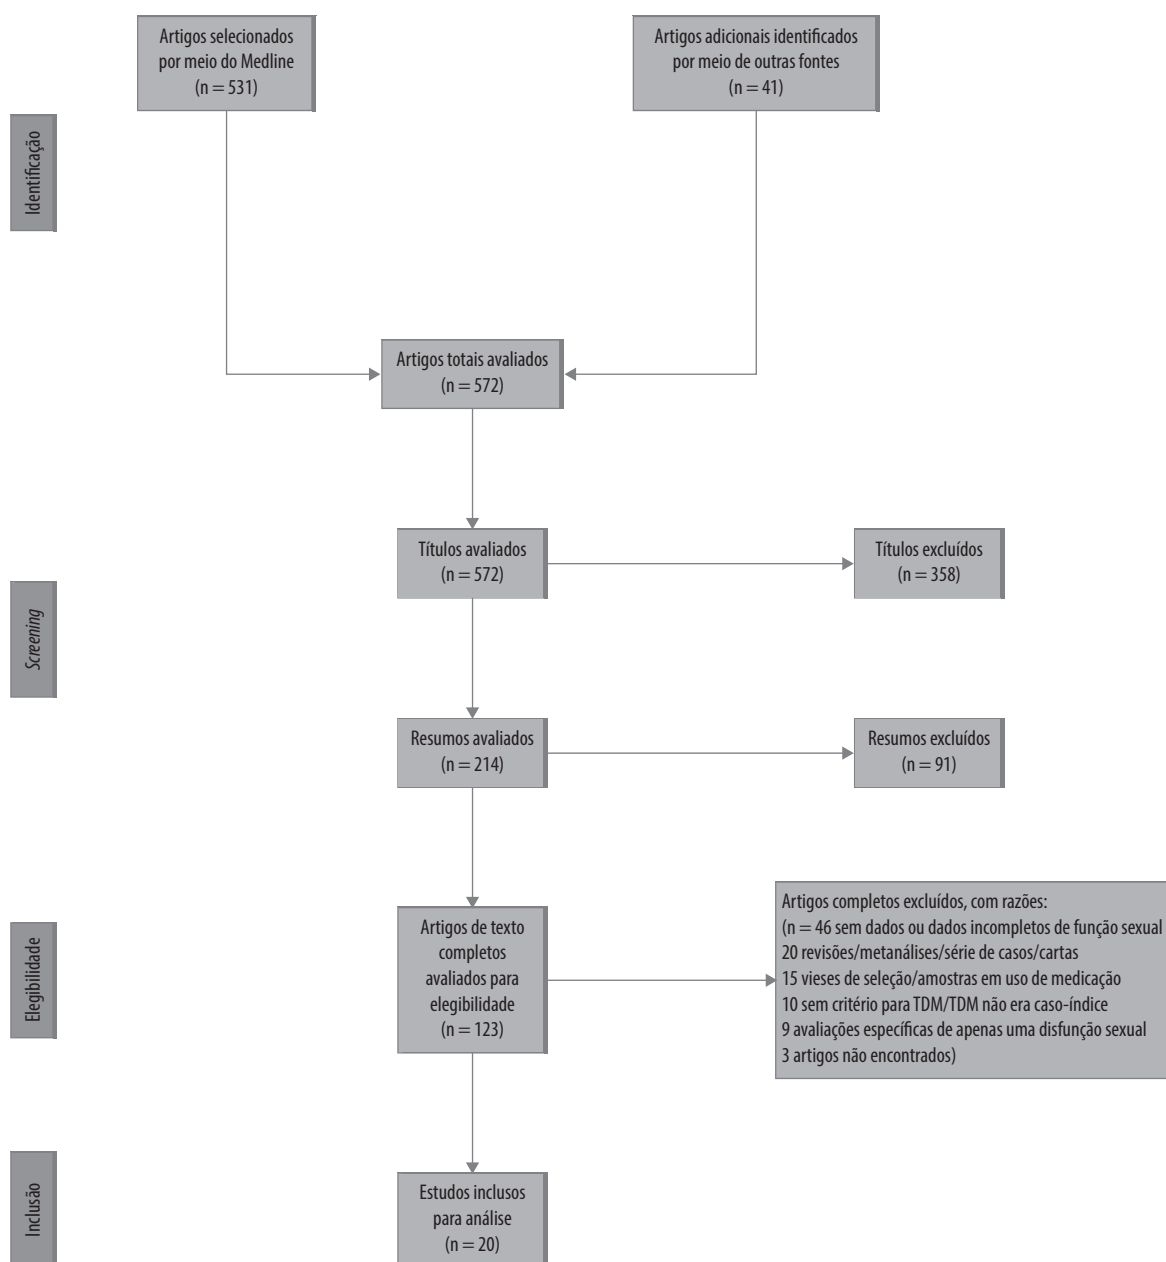 Artigos selecionados
por meio do Medline
(n = 531)
Artigos adicionais identificados
por meio de outras fontes
(n = 41)
Identificação
Artigos totais avaliados
(n = 572)
Títulos avaliados
(n = 572)
Títulos excluídos
(n = 358)
Screening
Resumos avaliados
(n = 214)
Resumos excluídos
(n = 91)
Elegibilidade
Artigos de texto
completos
avaliados para
elegibilidade
(n = 123)
Artigos completos excluídos, com razões:
(n = 46 sem dados ou dados incompletos de função sexual
20 revisões/metanálises/série de casos/cartas
15 vieses de seleção/amostras em uso de medicação
10 sem critério para TDM/TDM não era caso-índice
9 avaliações específicas de apenas uma disfunção sexual
3 artigos não encontrados)
Inclusão
Estudos inclusos
para análise
(n = 20)